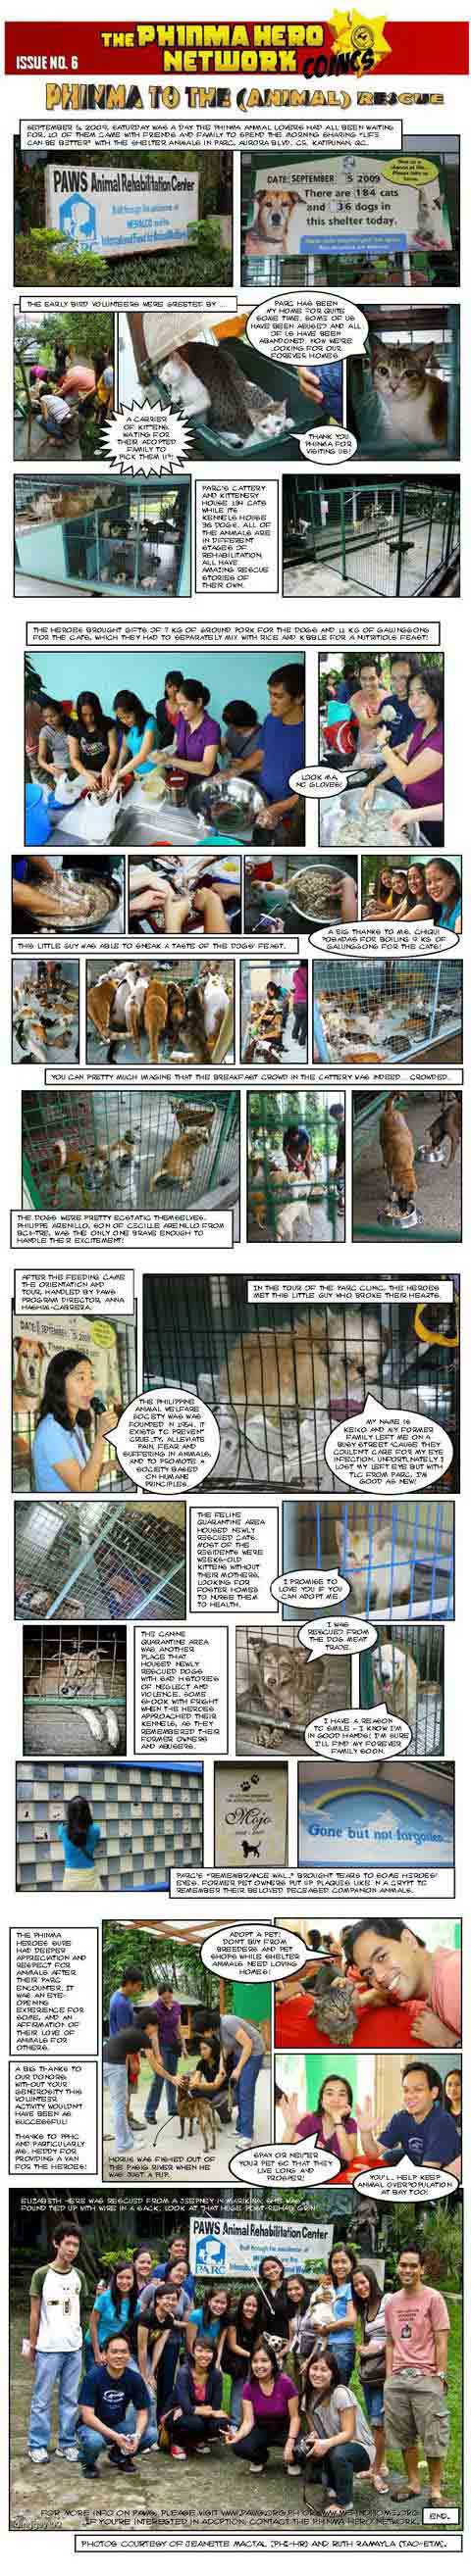 THE PHINMA HERO
NETWORK COMICS
ISSUE NO. 6
PHINMA TO THE (ANIMAL) RESCUE
SEPTEMBER 5, 2009, SATURDAY WAS A DAY THE PHINMA ANIMAL LOVERS HAD ALL BEEN WAITING
FOR. 20 OF THEM CAME WITH FRIENDS AND FAMILY TO SPEND THE MORNING SHARING "LIFE
CAN BE BETTER" WITH THE SHELTER ANIMALS IN PARC, AURORA BLVD. CR. KATIPUNAN, QC.
PAWS Animal Rehabilitation Center
Built through the assistance of
PARC
DATE: SEPTEMBER 5 2009
There are 184 cats
and 36 dogs in
this shelter today.
THE EARLY BIRD VOLUNTEERS WERE GREETED BY ...
PARC HAS BEEN
MY HOME FOR QUITE
SOME TIME. SOME OF US
HAVE BEEN ABUSED AND ALL
OF US HAVE BEEN
ABANDONED. NOW WE'RE
LOOKING FOR OUR
FOREVER HOMES.
A CARRIER
OF KITTENS,
WAITING FOR
THEIR ADOPTED
FAMILY TO
PICK THEM UP!
THANK YOU
PHINMA FOR
VISITING US!
PARC'S CATTERY
AND KITTENERY
HOUSE 184 CATS
WHILE ITS
KENNELS HOUSE
36 DOGS. ALL OF
THE ANIMALS ARE
IN DIFFERENT
STAGES OF
REHABILITATION.
ALL HAVE
AMAZING RESCUE
STORIES OF
THEIR OWN.
THE HEROES BROUGHT GIFTS OF 7 KG OF GROUND PORK FOR THE DOGS AND 12 KG OF GALUNGGONG
FOR THE CATS, WHICH THEY HAD TO SEPARATELY MIX WITH RICE AND KIBBLE FOR A NUTRITIOUS FEAST!
LOOK MA,
NO GLOVES!
THIS LITTLE GUY WAS ABLE TO SNEAK A TASTE OF THE DOGS' FEAST.
A BIG THANKS TO MS. CHIQUI
POSADAS FOR BOILING 9 KG OF
GALUNGGONG FOR THE CATS!
YOU CAN PRETTY MUCH IMAGINE THAT THE BREAKFAST CROWD IN THE CATTERY WAS INDEED... CROWDED.
THE DOGS WERE PRETTY ECSTATIC THEMSELVES.
PHILIPPE ARENILLO, SON OF CECILLE ARENILLO FROM
WAS THE ONLY ONE BRAVE ENOUGH TO
HANDLE THEIR EXCITEMENT!
AFTER THE FEEDING CAME
THE ORIENTATION AND
TOUR, HANDLED BY PAWS
PROGRAM DIRECTOR, ANNA
HASHIM-CABRERA.
IN THE TOUR OF THE PARC CLINIC, THE HEROES
MET THIS LITTLE GUY WHO BROKE THEIR HEARTS.
THE PHILIPPINE
ANIMAL WELFARE
SOCIETY WAS WAS
FOUNDED IN 1954. IT
EXISTS TO PREVENT
CRUELTY, ALLEVIATE
PAIN, FEAR AND
SUFFERING IN ANIMALS,
AND TO PROMOTE A
SOCIETY BASED
ON HUMANE
PRINCIPLES.
MY NAME IS
KEIKO AND MY FORMER
FAMILY LEFT ME ON A
BUSY STREET 'CAUSE THEY
COULDN'T CARE FOR MY EYE
INFECTION. UNFORTUNATELY I
LOST MY LEFT EYE BUT WITH
TLC FROM PARC, I'M
GOOD AS NEW!
THE FELINE
QUARANTINE AREA
HOUSED NEWLY
RESCUED CATS.
MOST OF THE
RESIDENTS WERE
WEEKS-OLD
KITTENS WITHOUT
THEIR MOTHERS,
LOOKING FOR
FOSTER HOMES
TO NURSE THEM
TO HEALTH.
I PROMISE TO
LOVE YOU IF YOU
CAN ADOPT ME.
THE CANINE
QUARANTINE AREA
WAS ANOTHER
PLACE THAT
HOUSED NEWLY
RESCUED DOGS
WITH SAD HISTORIES
OF NEGLECT AND
VIOLENCE. SOME
SHOOK WITH FRIGHT
WHEN THE HEROES
APPROACHED THEIR
KENNELS, AS THEY
REMEMBERED THEIR
FORMER OWNERS
AND ABUSERS.
I WAS
RESCUED FROM
THE DOG MEAT
TRADE.
I HAVE A REASON
TO SMILE - I KNOW I'M
IN GOOD HANDS! I'M SURE
I'LL FIND MY FOREVER
FAMILY SOON.
Mojo
Gone but not forgotten...
PARC'S "REMEMBRANCE WALL" BROUGHT TEARS TO SOME HEROES'
EYES. FORMER PET OWNERS PUT UP PLAQUES LIKE IN A CRYPT TO
REMEMBER THEIR BELOVED DECEASED COMPANION ANIMALS.
THE PHINMA
HEROES SURE
HAD DEEPER
APPRECIATION AND
RESPECT FOR
ANIMALS AFTER
THEIR PARC
ENCOUNTER. IT
WAS AN EYE-
OPENING
EXPERIENCE FOR
SOME, AND AN
AFFIRMATION OF
THEIR LOVE OF
ANIMALS FOR
OTHERS.
ADOPT A PET!
DON'T BUY FROM
BREEDERS AND PET
SHOPS WHILE SHELTER
ANIMALS NEED LOVING
HOMES!
A BIG THANKS TO
OUR DONORS.
WITHOUT YOUR
GENEROSITY THIS
VOLUNTEER
ACTIVITY WOULDN'T
HAVE BEEN AS
SUCCESSFUL!
THANKS TO PPHC
AND PARTICULARLY
MS. HEDDY FOR
PROVIDING A VAN
FOR THE HEROES!
HORUS WAS FISHED OUT OF
THE PASIG RIVER WHEN HE
WAS JUST A PUP.
SPAY OR NEUTER
YOUR PET SO THAT THEY
LIVE LONG AND
PROSPER!
YOU'LL HELP KEEP
ANIMAL OVERPOPULATION
AT BAY TOO!
ELIZABETH HERE WAS RESCUED FROM A JEEPNEY IN MARIKINA. SHE WAS
FOUND TIED UP WITH WIRE IN A SACK. LOOK AT THAT HUGE POST-REHAB GRIN!
PAWS Animal Rehabilitation Center
Built through the assistance of
PARC
FOR MORE INFO ON PAWS, PLEASE VISIT WWW.PAWS.ORG.PH OR
IF YOU'RE INTERESTED IN ADOPTION, CONTACT THE PHINMA HERO NETWORK.
END.
PHOTOS COURTESY OF JEANETTE MACTAL (PHI-HR) AND RUTH RAMAYLA (TAO-ETM).